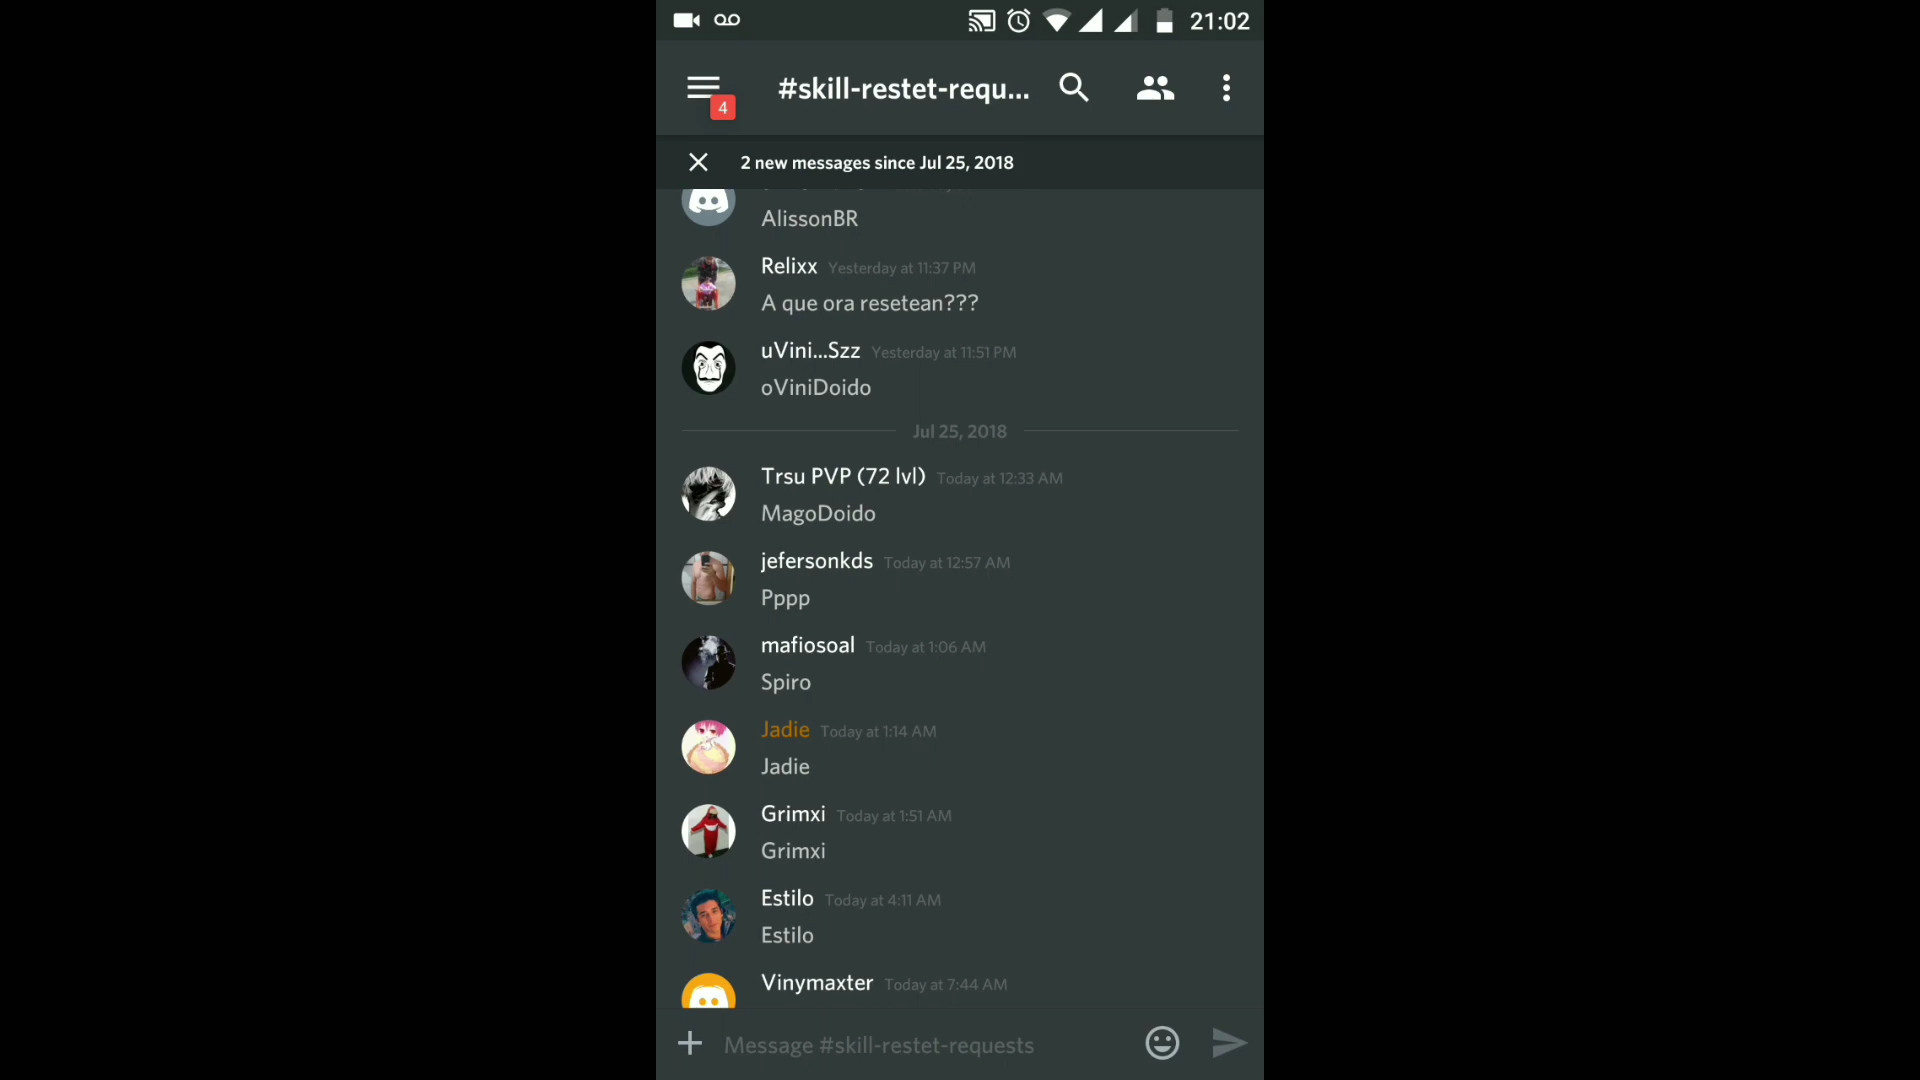 21:02
4
#skill-restet-requ...
2 new messages since Jul 25, 2018
AlissonBR
Relixx Yesterday at 11:37 PM
A que ora resetean???
uVini...Szz Yesterday at 11:51 PM
oViniDoido
Jul 25, 2018
Trsu PVP (72 lvl) Today at 12:33 AM
MagoDoido
jefersonkds Today at 12:57 AM
Pppp
mafiosoal Today at 1:06 AM
Spiro
Jadie Today at 1:14 AM
Jadie
Grimxi Today at 1:51 AM
Grimxi
Estilo Today at 4:11 AM
Estilo
Vinymaxter Today at 7:44 AM
Message #skill-restet-requests